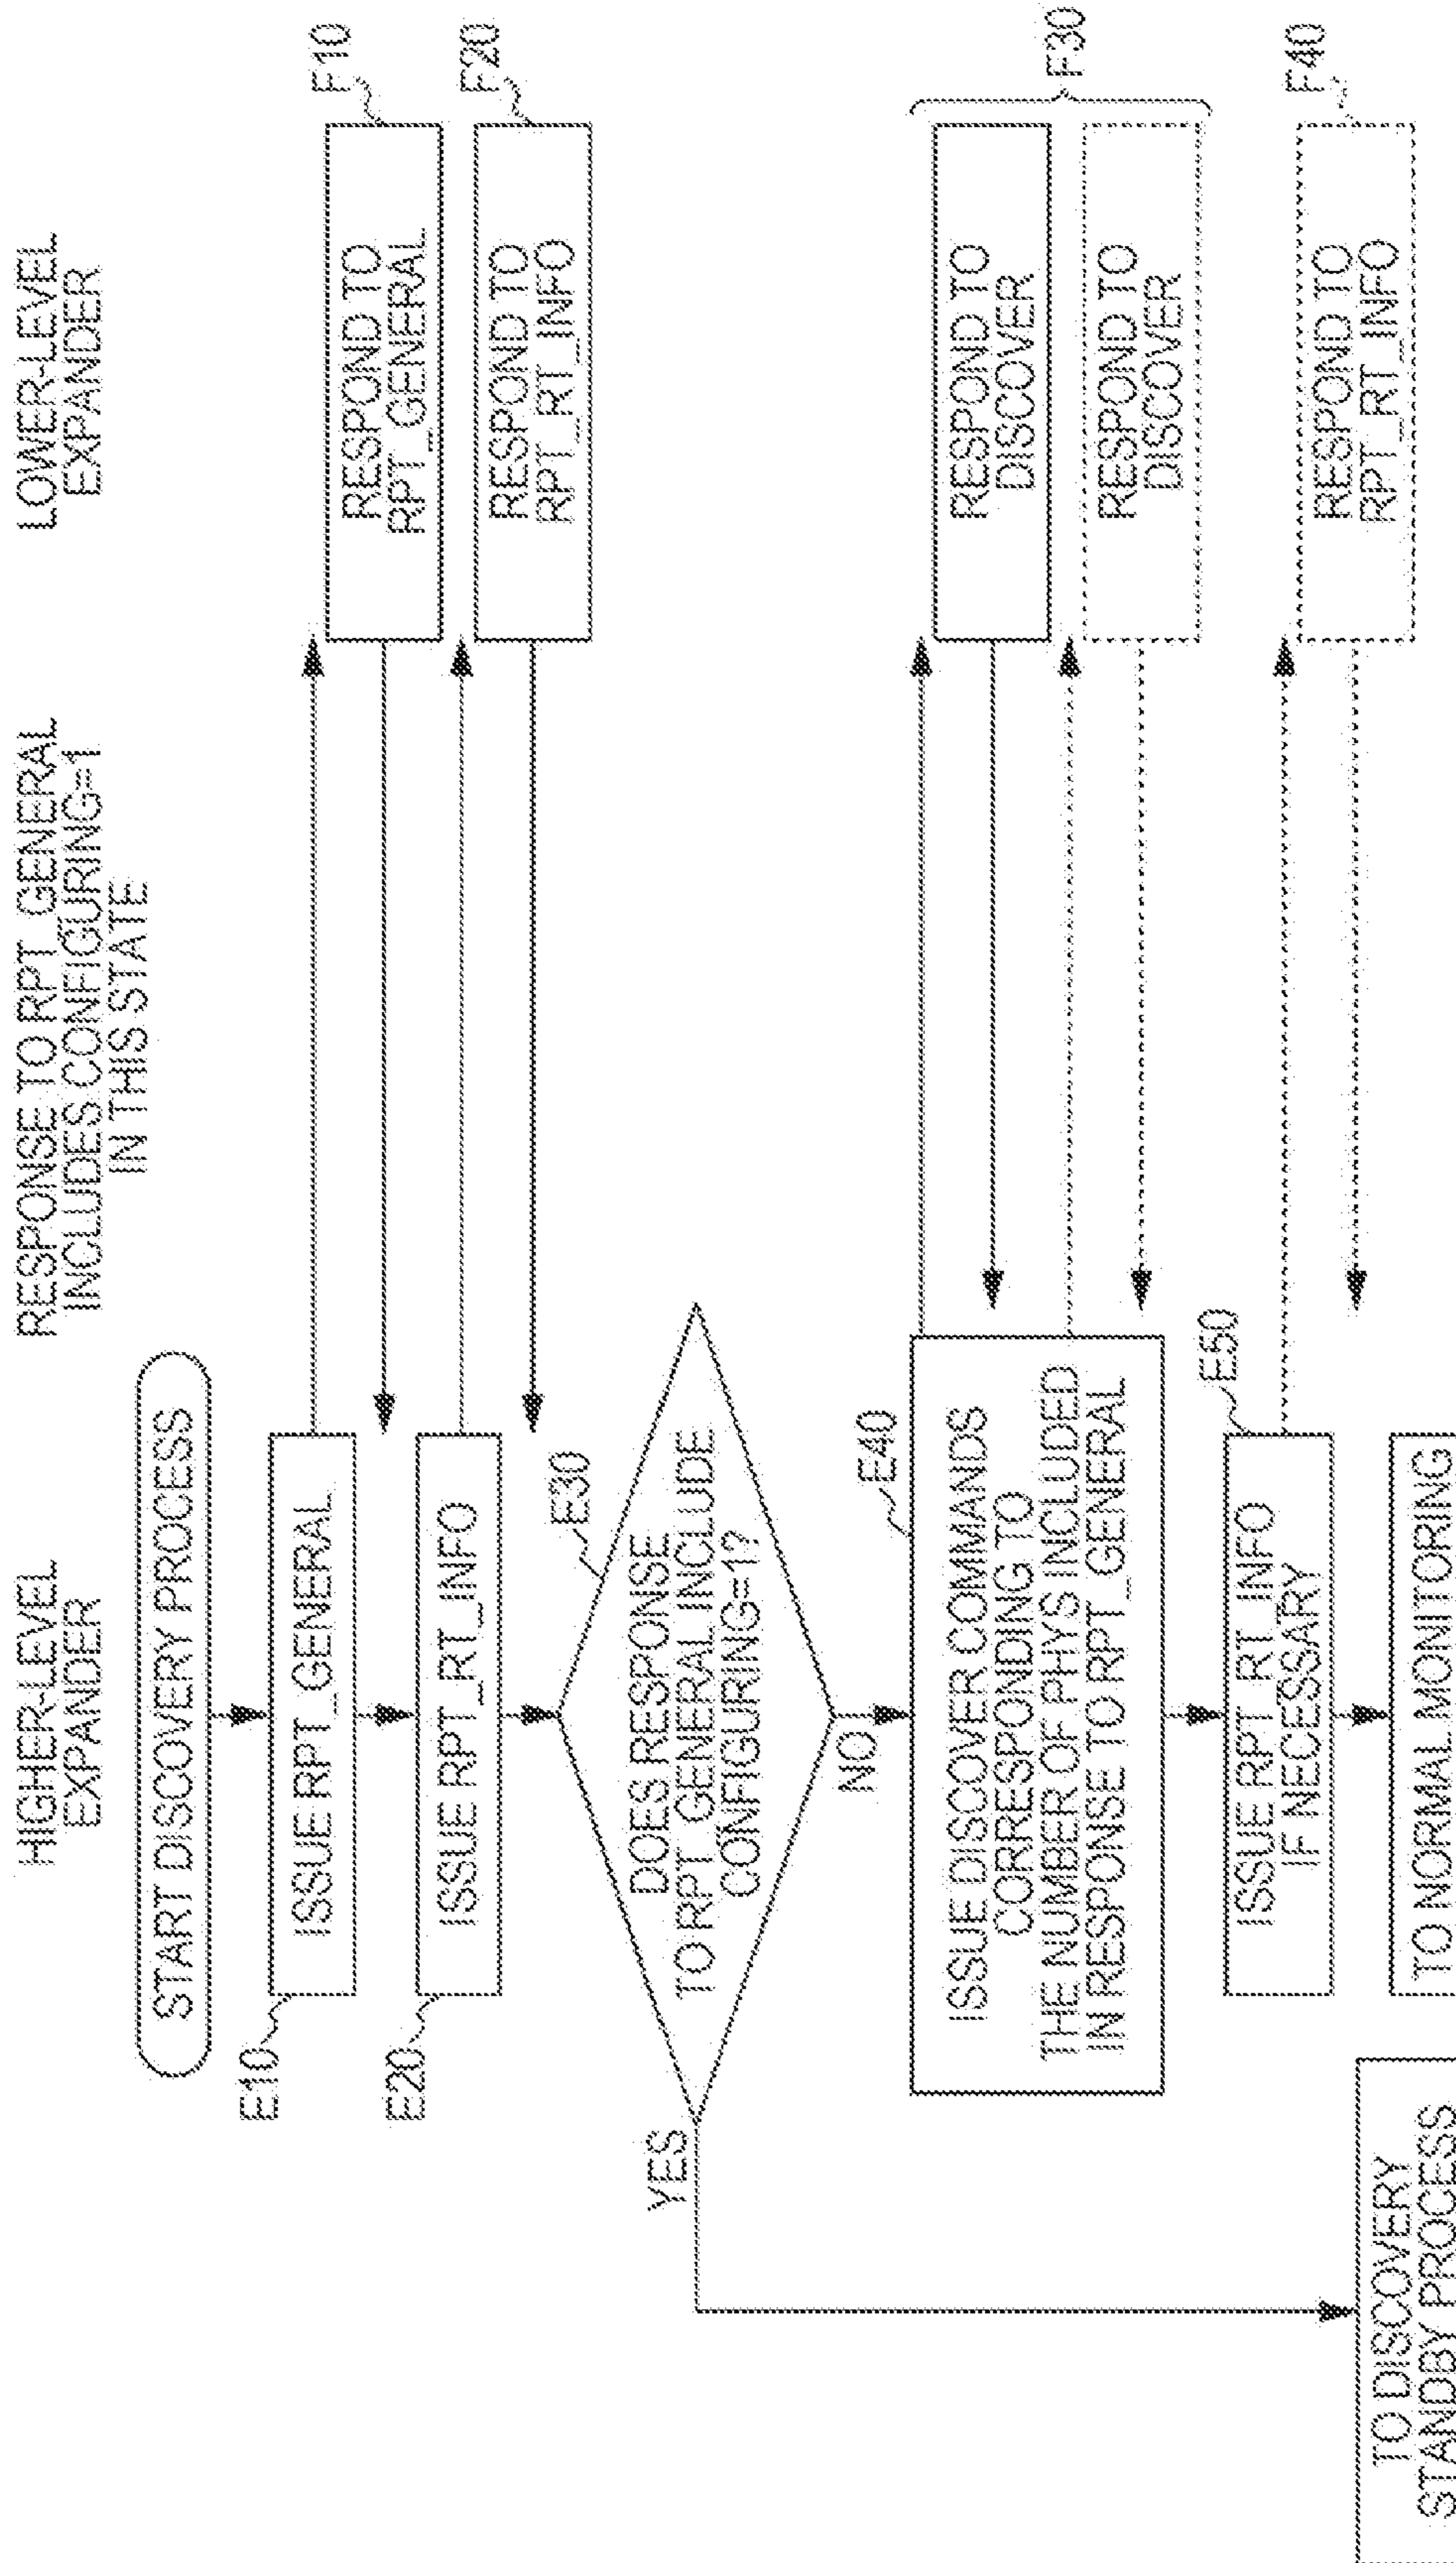 HIGHER-LEVEL
EXPANDER
RESPONSE TO RPT_GENERAL
INCLUDES CONFIGURING=1
IN THIS STATE
LOWER-LEVEL
EXPANDER
START DISCOVERY PROCESS
E10
ISSUE RPT_GENERAL
RESPOND TO
RPT_GENERAL
F10
E20
ISSUE RPT_RT_INFO
RESPOND TO
RPT_RT_INFO
F20
E30
DOES RESPONSE
TO RPT_GENERAL INCLUDE
CONFIGURING=1?
YES
NO
E40
ISSUE DISCOVER COMMANDS
CORRESPONDING TO
THE NUMBER OF PHYS INCLUDED
IN RESPONSE TO RPT_GENERAL
RESPOND TO
DISCOVER
RESPOND TO
DISCOVER
F30
E50
ISSUE RPT_RT_INFO
IF NECESSARY
RESPOND TO
RPT_RT_INFO
F40
TO DISCOVERY
STANDBY PROCESS
TO NORMAL MONITORING